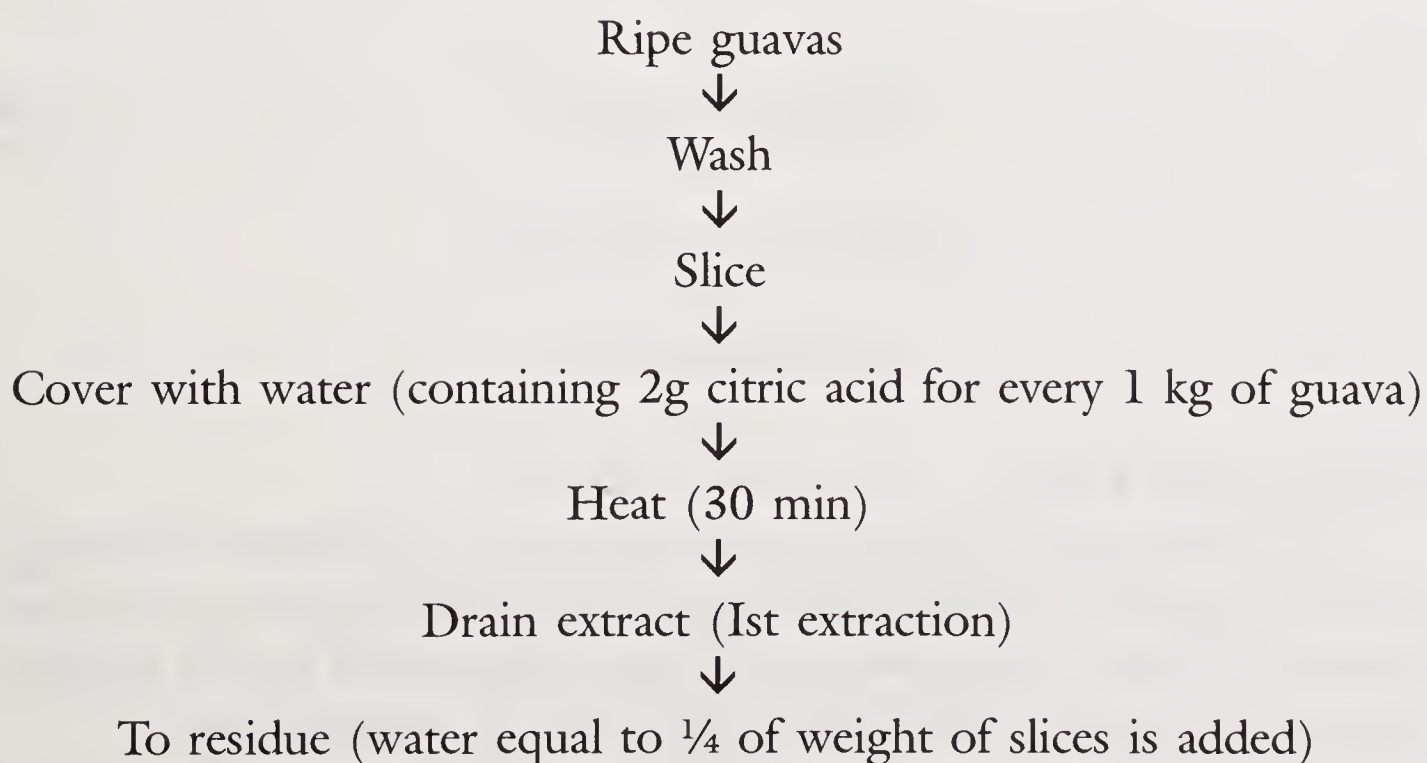 Ripe guavas
↓
Wash
↓
Slice
↓
Cover with water (containing 2g citric acid for every 1 kg of guava)
↓
Heat (30 min)
↓
Drain extract (Ist extraction)
↓
To residue (water equal to ¼ of weight of slices is added)